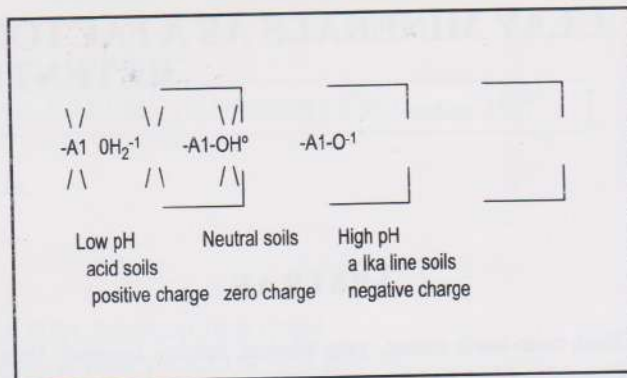 \ / \ / \ /
-A1 0H₂⁻¹ -A1-OHº -A1-O⁻¹
/ \ / \ / \
Low pH Neutral soils High pH
acid soils a lka line soils
positive charge zero charge negative charge